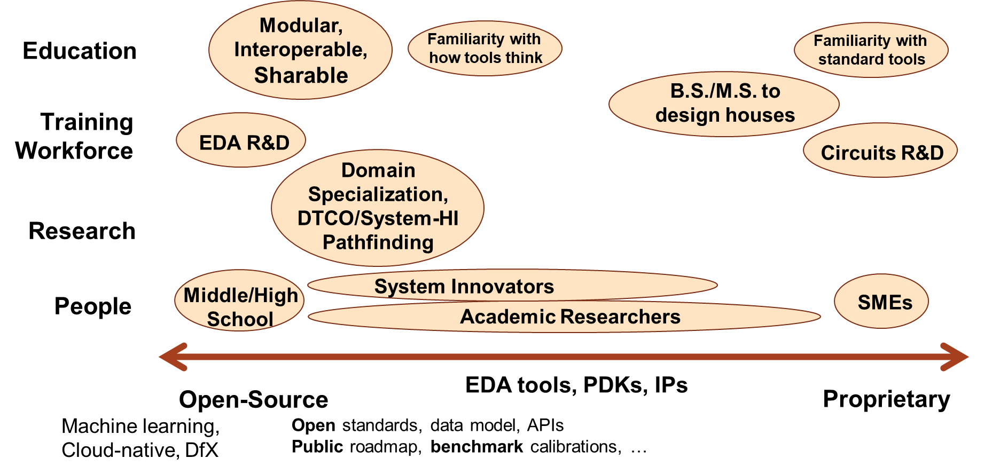 Education
Modular,
Interoperable,
Sharable
Familiarity with
how tools think
Familiarity with
standard tools
Training
Workforce
EDA R&D
B.S./M.S. to
design houses
Circuits R&D
Research
Domain
Specialization,
DTCO/System-HI
Pathfinding
People
Middle/High
School
System Innovators
Academic Researchers
SMEs
EDA tools, PDKs, IPs
Open-Source
Proprietary
Machine learning,
Cloud-native, DfX
Open standards, data model, APIs
Public roadmap, benchmark calibrations, …